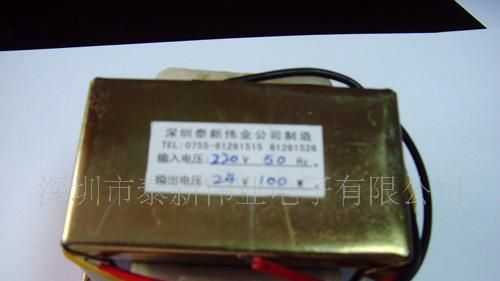 深圳泰新伟业公司制造
TEL:0755-61261515 61261526
输入电压:220 V 50 Hz.
输出电压:24 V 100 W.
深圳市泰新伟业电子有限公司